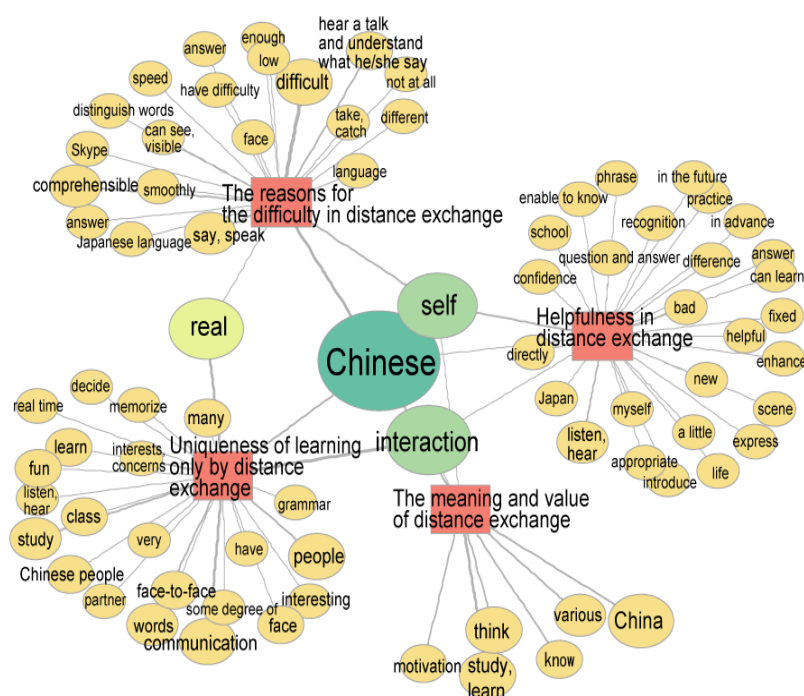 hear a talk
and understand
what he/she say
enough
low
answer
difficult
not at all
speed
have difficulty
distinguish words
can see,
visible
take,
catch
different
face
Skype
comprehensible
smoothly
language
The reasons for
the difficulty in distance exchange
answer
Japanese language
say, speak
real
self
Chinese
interaction
phrase
in the future
practice
enable to know
recognition
in advance
school
question and answer
difference
answer
can learn
confidence
bad
fixed
Helpfulness in
distance exchange
helpful
directly
enhance
new
Japan
myself
scene
listen,
hear
a little
express
appropriate
introduce
life
decide
real time
memorize
many
learn
interests,
concerns
Uniqueness of learning
only by distance
exchange
fun
listen,
hear
class
grammar
study
very
have
people
Chinese people
partner
face-to-face
some degree of
interesting
words
face
communication
The meaning and value
of distance exchange
think
various
China
motivation
study,
learn
know